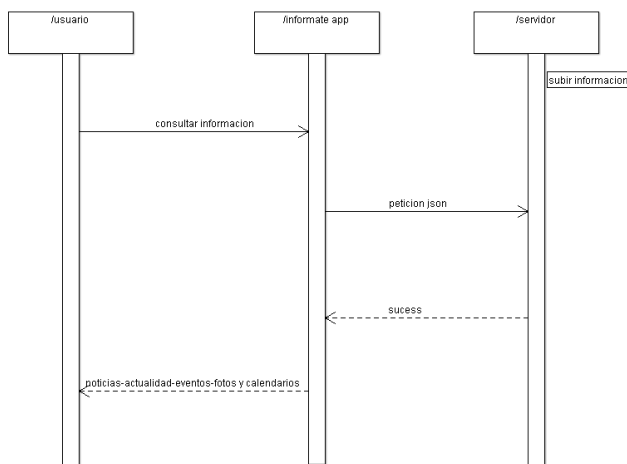 /usuario
/informate app
/servidor
subir informacion
consultar informacion
peticion json
sucess
noticias-actualidad-eventos-fotos y calendarios